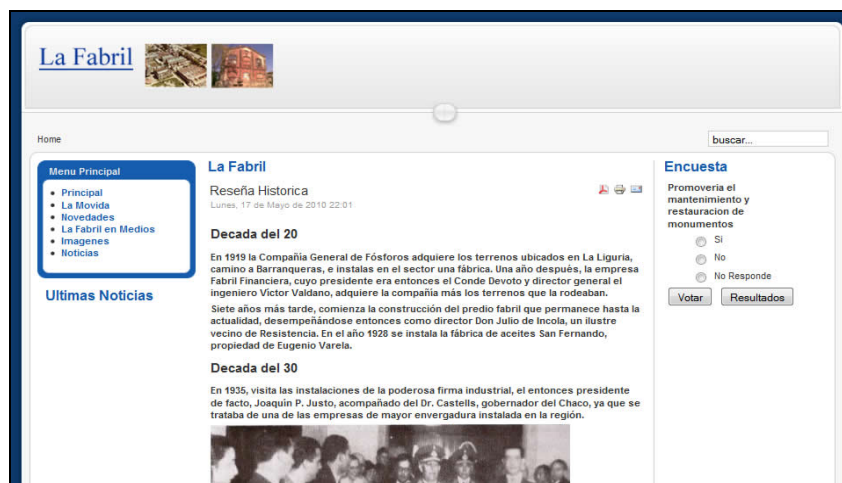 La Fabril
Home
buscar...
Menu Principal
Principal
La Movida
Novedades
La Fabril en Medios
Imagenes
Noticias
Ultimas Noticias
La Fabril
Reseña Historica
Lunes, 17 de Mayo de 2010 22:01
Decada del 20
En 1919 la Compañia General de Fósforos adquiere los terrenos ubicados en La Liguria,
camino a Barranqueras, e instalas en el sector una fábrica. Una año despuès, la empresa
Fabril Financiera, cuyo presidente era entonces el Conde Devoto y director general el
ingeniero Victor Valdano, adquiere la compañía más los terrenos que la rodeaban.
Siete años más tarde, comienza la construcción del predio fabril que permanece hasta la
actualidad, desempeñándose entonces como director Don Julio de Incola, un ilustre
vecino de Resistencia. En el año 1928 se instala la fábrica de aceites San Fernando,
propiedad de Eugenio Varela.
Decada del 30
En 1935, visita las instalaciones de la poderosa firma industrial, el entonces presidente
de facto, Joaquín P. Justo, acompañado del Dr. Castells, gobernador del Chaco, ya que se
trataba de una de las empresas de mayor envergadura instalada en la región.
Encuesta
Promoveria el
mantenimiento y
restauracion de
monumentos
Si
No
No Responde
Votar Resultados